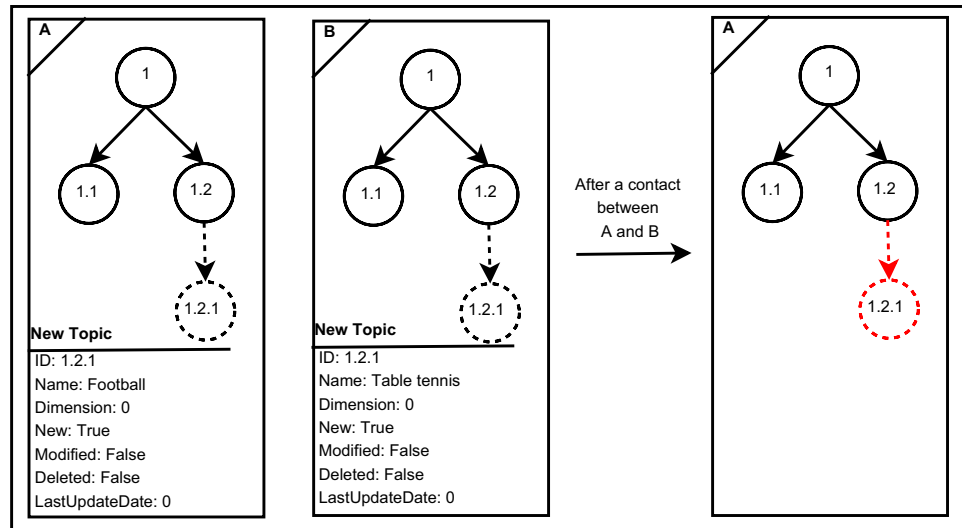 A
1
1.1
1.2
1.2.1
New Topic
ID: 1.2.1
Name: Football
Dimension: 0
New: True
Modified: False
Deleted: False
LastUpdateDate: 0
B
1
1.1
1.2
1.2.1
New Topic
ID: 1.2.1
Name: Table tennis
Dimension: 0
New: True
Modified: False
Deleted: False
LastUpdateDate: 0
After a contact
between
A and B
A
1
1.1
1.2
1.2.1